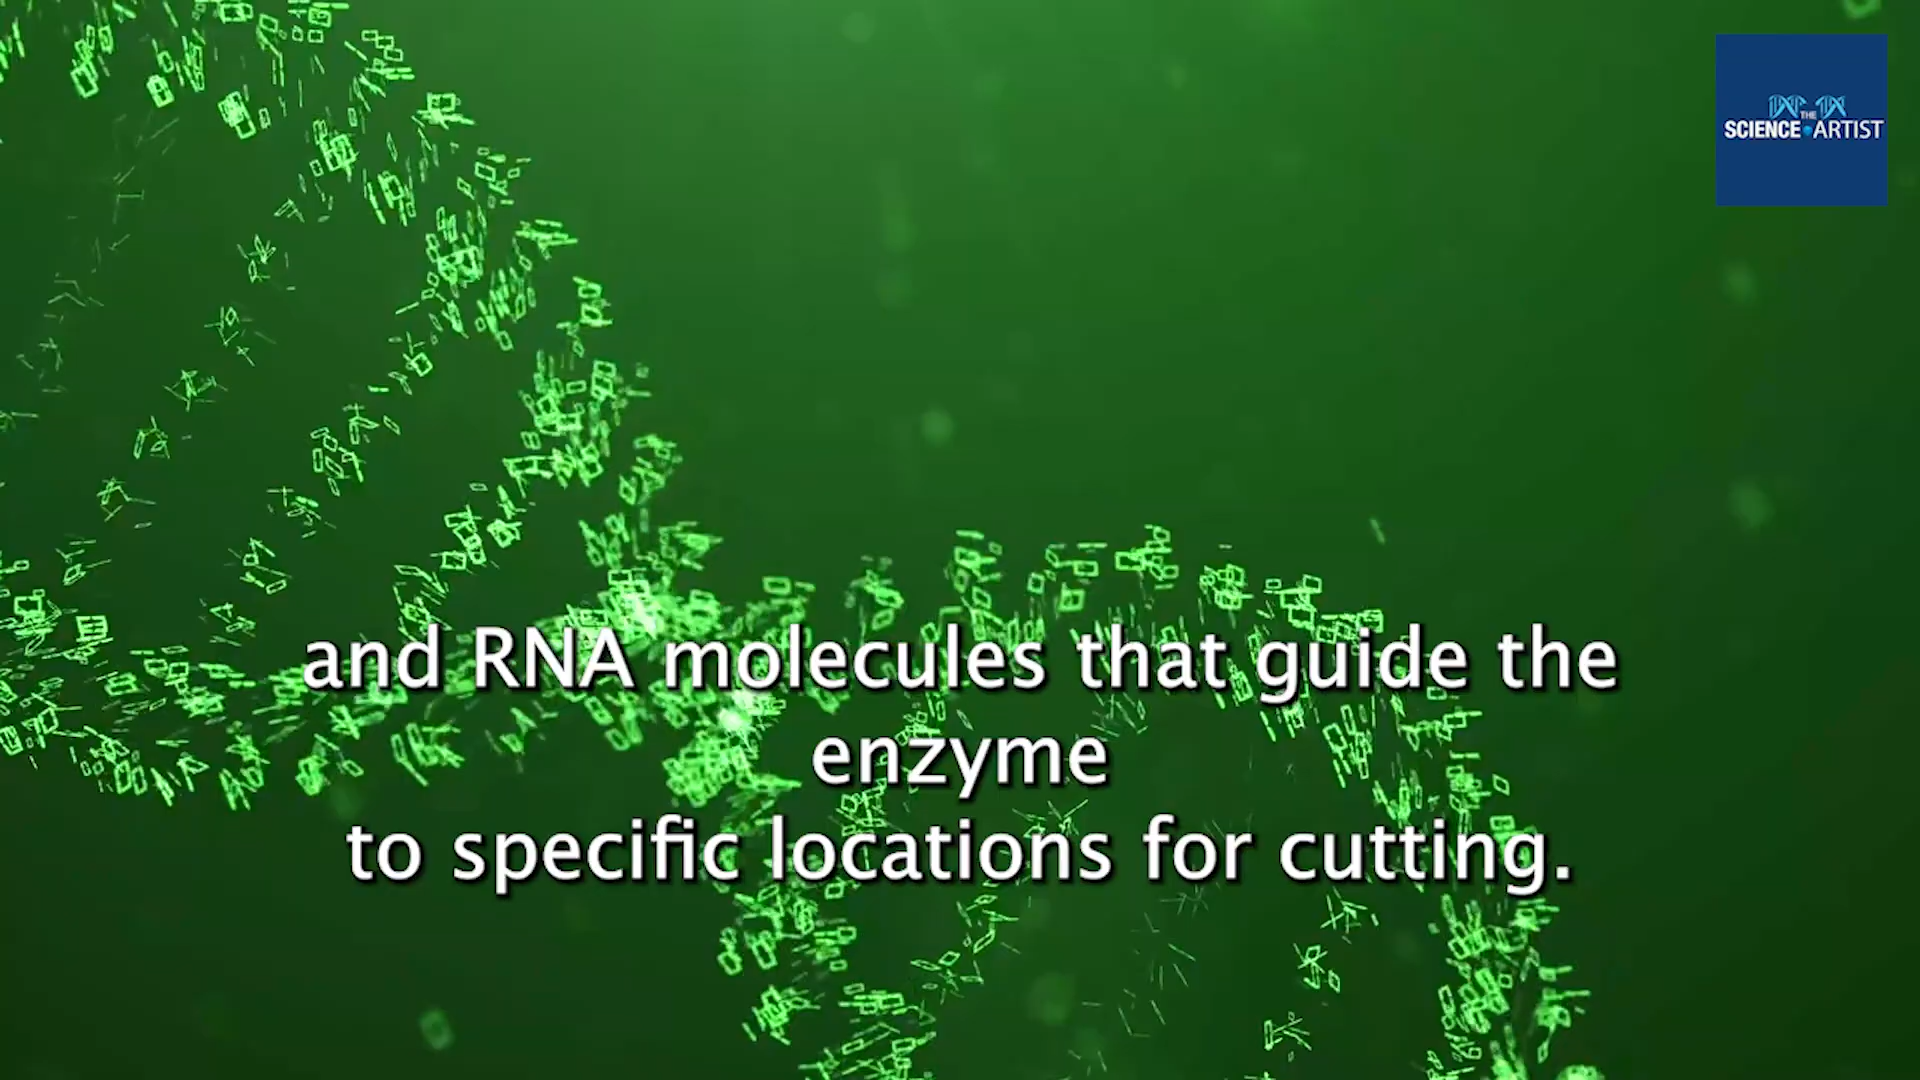 THE
SCIENCE ARTIST
and RNA molecules that guide the
enzyme
to specific locations for cutting.